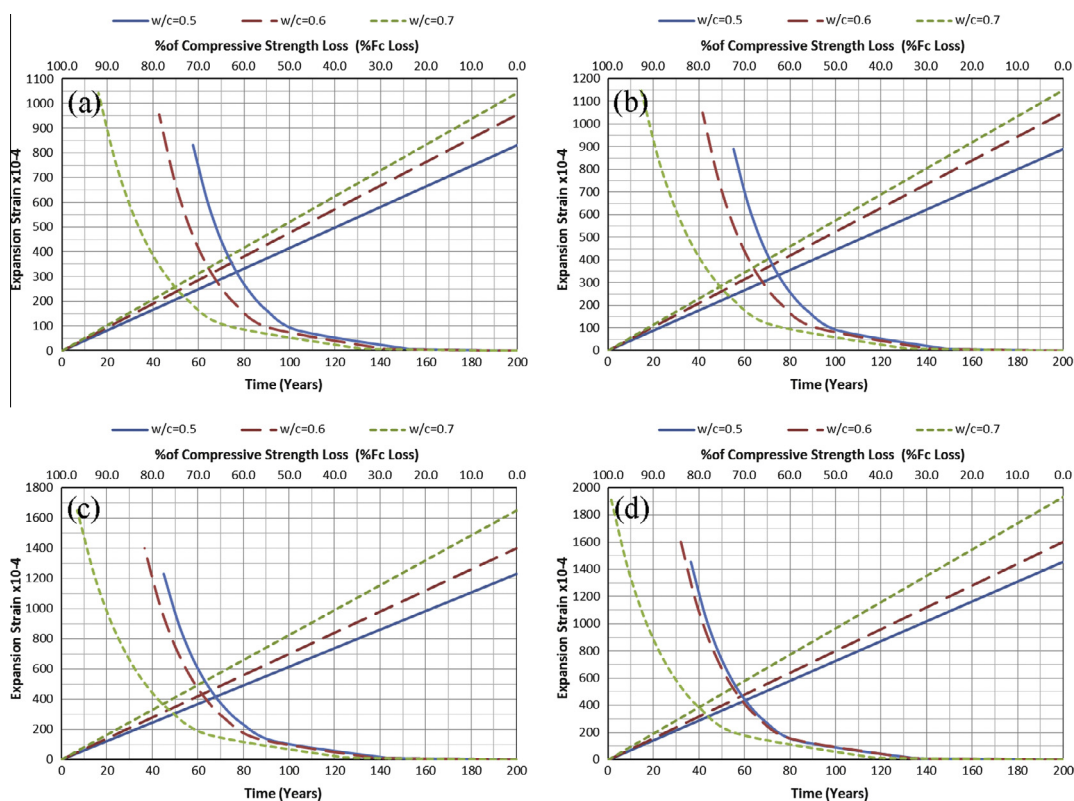 w/c=0.5 w/c=0.6 w/c=0.7
%of Compressive Strength Loss (%Fc Loss)
100.0 90.0 80.0 70.0 60.0 50.0 40.0 30.0 20.0 10.0 0.0
(a)
Expansion Strain x10-4
1100
1000
900
800
700
600
500
400
300
200
100
0
0 20 40 60 80 100 120 140 160 180 200
Time (Years)
w/c=0.5 w/c=0.6 w/c=0.7
%of Compressive Strength Loss (%Fc Loss)
100.0 90.0 80.0 70.0 60.0 50.0 40.0 30.0 20.0 10.0 0.0
(b)
Expansion Strain x10-4
1200
1100
1000
900
800
700
600
500
400
300
200
100
0
0 20 40 60 80 100 120 140 160 180 200
Time (Years)
w/c=0.5 w/c=0.6 w/c=0.7
%of Compressive Strength Loss (%Fc Loss)
100.0 90.0 80.0 70.0 60.0 50.0 40.0 30.0 20.0 10.0 0.0
(c)
Expansion Strain x10-4
1800
1600
1400
1200
1000
800
600
400
200
0
0 20 40 60 80 100 120 140 160 180 200
Time (Years)
w/c=0.5 w/c=0.6 w/c=0.7
%of Compressive Strength Loss (%Fc Loss)
100.0 90.0 80.0 70.0 60.0 50.0 40.0 30.0 20.0 10.0 0.0
(d)
Expansion Strain x10-4
2000
1800
1600
1400
1200
1000
800
600
400
200
0
0 20 40 60 80 100 120 140 160 180 200
Time (Years)